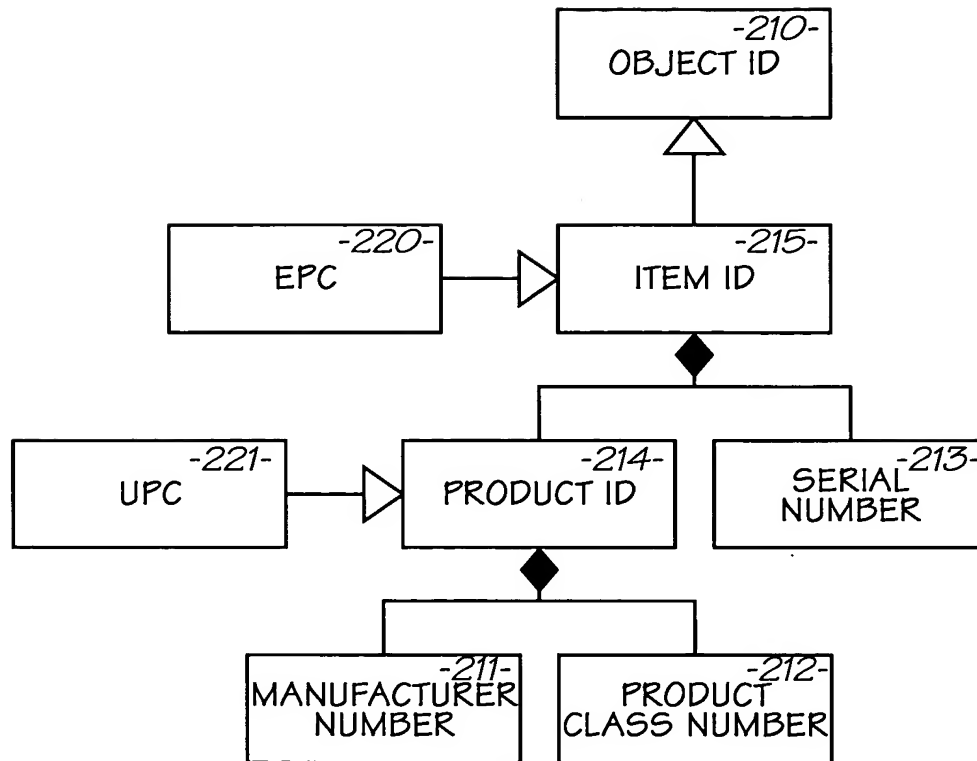 -210-
OBJECT ID
-220-
EPC
-215-
ITEM ID
-221-
UPC
-214-
PRODUCT ID
-213-
SERIAL
NUMBER
-211-
MANUFACTURER
NUMBER
-212-
PRODUCT
CLASS NUMBER